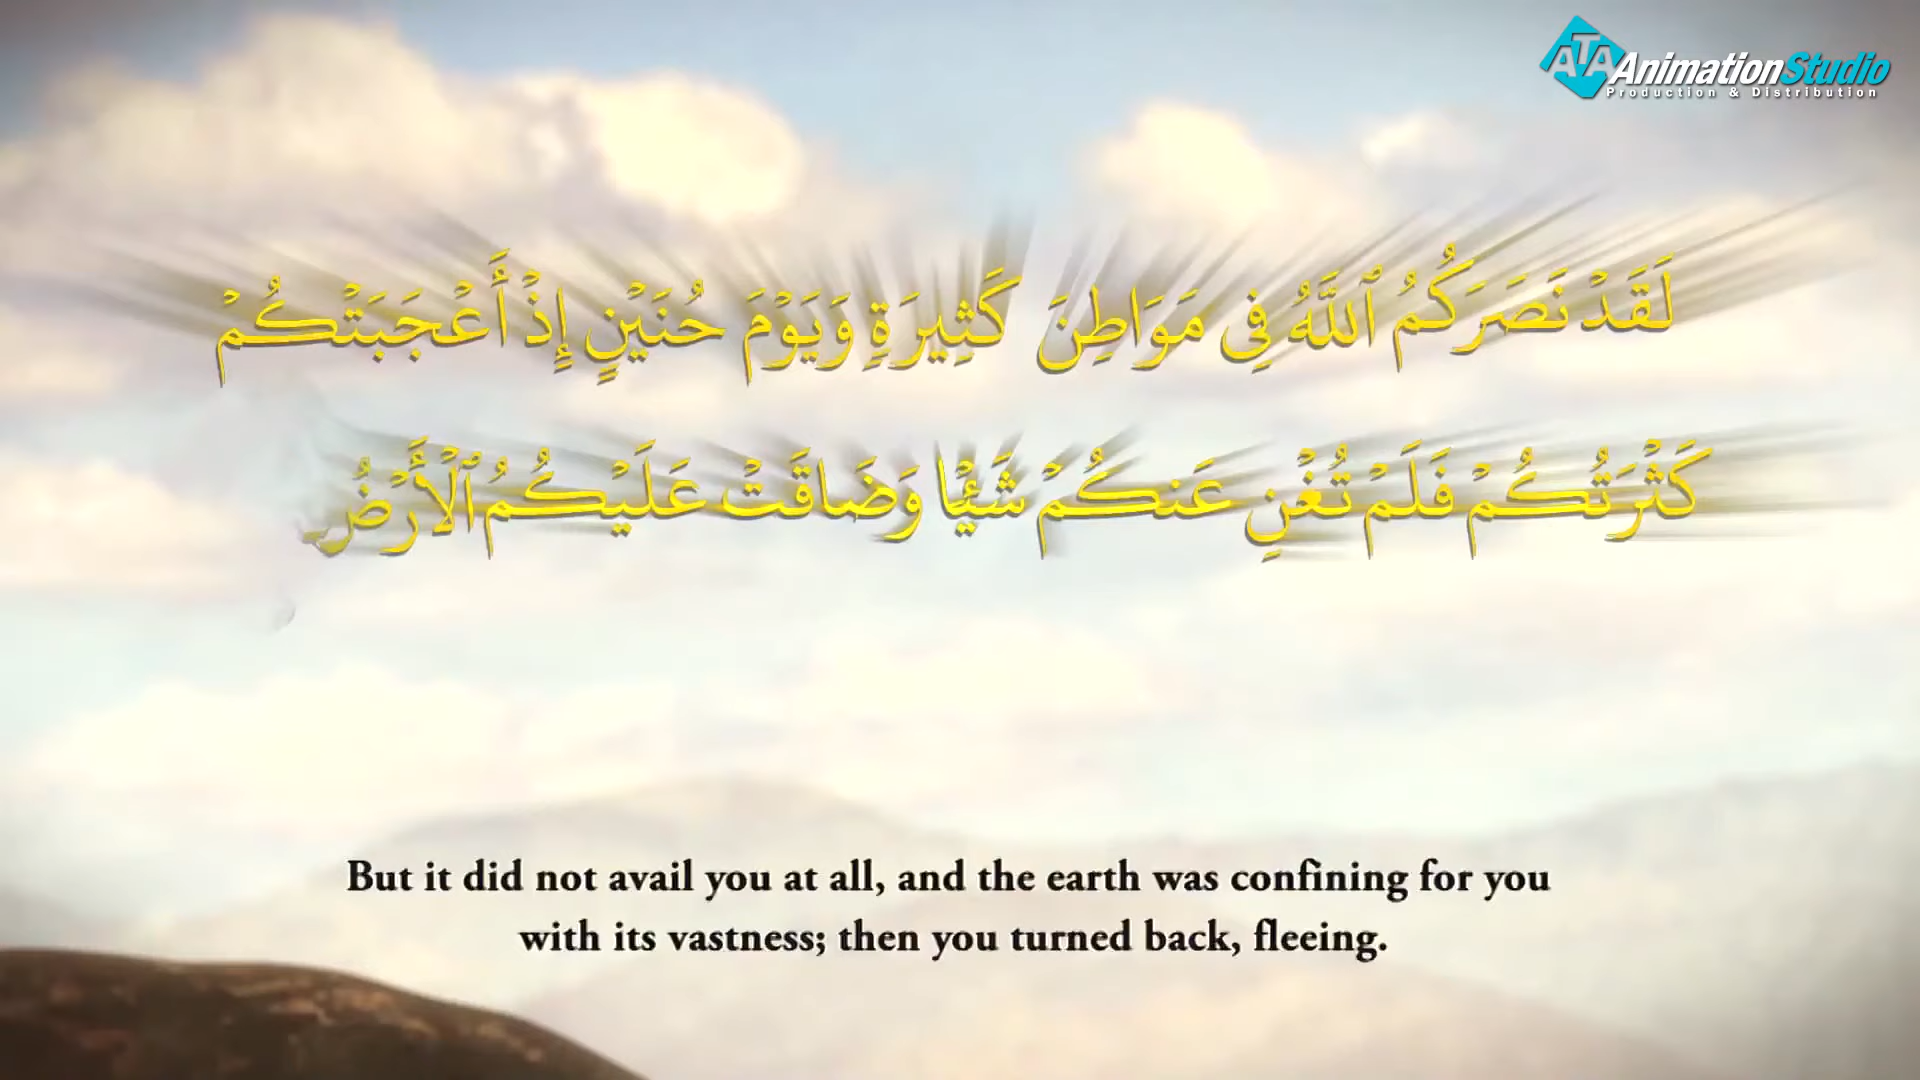 ATA AnimationStudio
Production & Distribution
لَقَدْ نَصَرَكُمُ ٱللَّهُ فِى مَوَاطِنَ كَثِيرَةٍ وَيَوْمَ حُنَيْنٍ إِذْ أَعْجَبَتْكُمْ
كَثْرَتُكُمْ فَلَمْ تُغْنِ عَنكُمْ شَيْـًٔا وَضَاقَتْ عَلَيْكُمُ ٱلْأَرْضُ
But it did not avail you at all, and the earth was confining for you
with its vastness; then you turned back, fleeing.